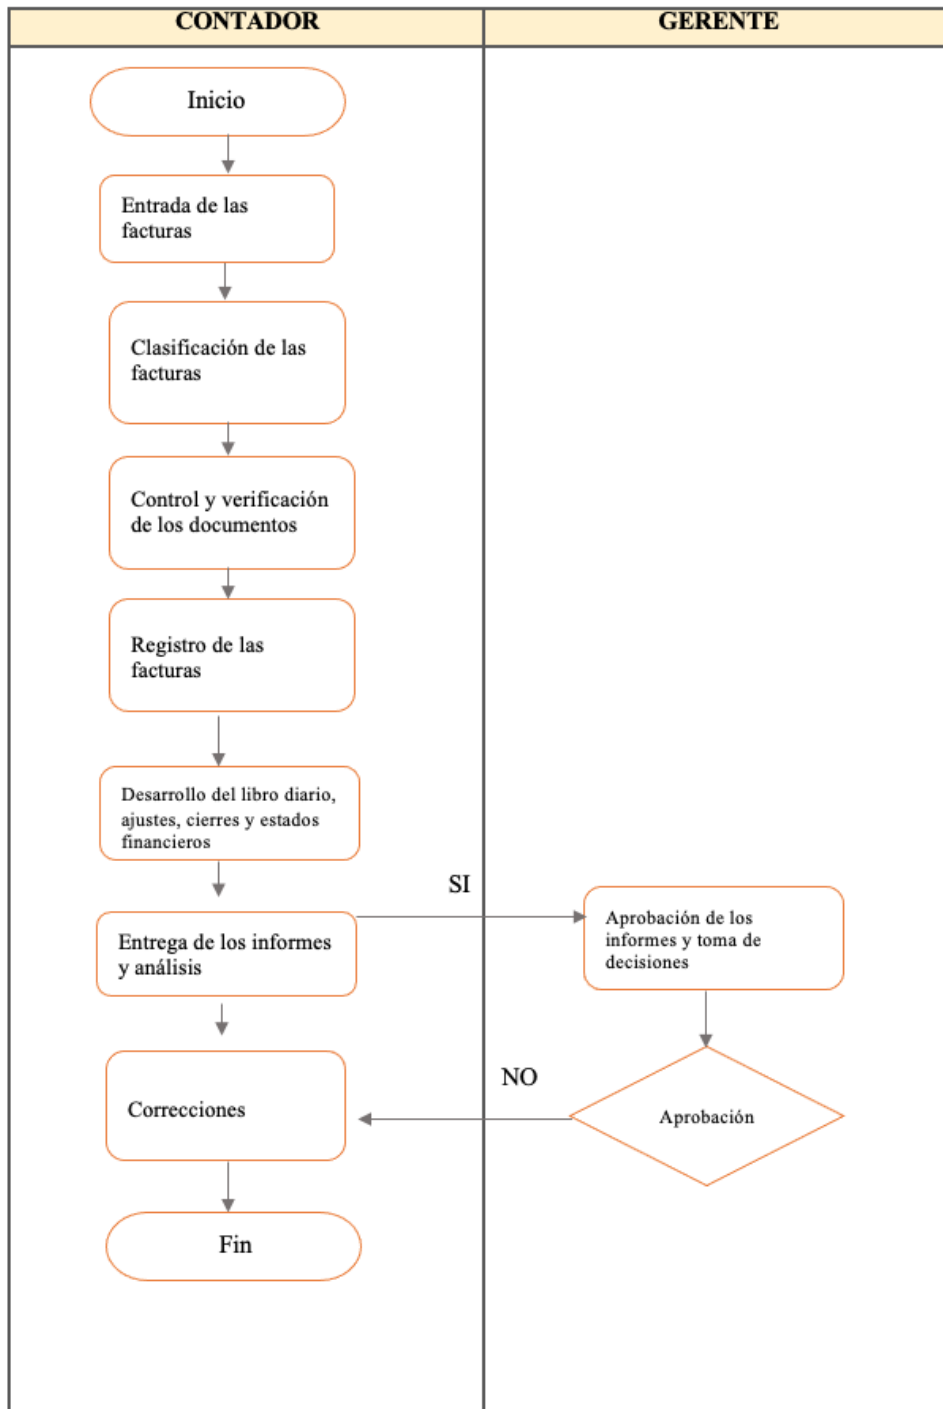 CONTADOR
GERENTE
Inicio
Entrada de las
facturas
Clasificación de las
facturas
Control y verificación
de los documentos
Registro de las
facturas
Desarrollo del libro diario,
ajustes, cierres y estados
financieros
SI
Entrega de los informes
y análisis
Aprobación de los
informes y toma de
decisiones
NO
Correcciones
Aprobación
Fin